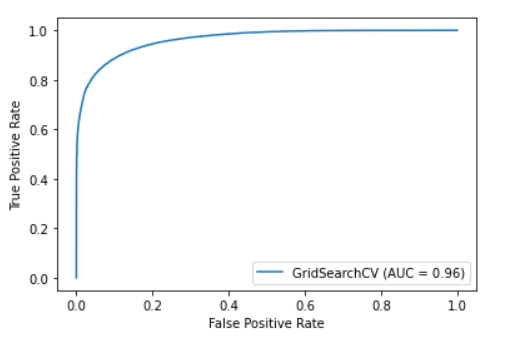 1.0
0.8
0.6
0.4
0.2
0.0
True Positive Rate
GridSearchCV (AUC = 0.96)
0.0 0.2 0.4 0.6 0.8 1.0
False Positive Rate